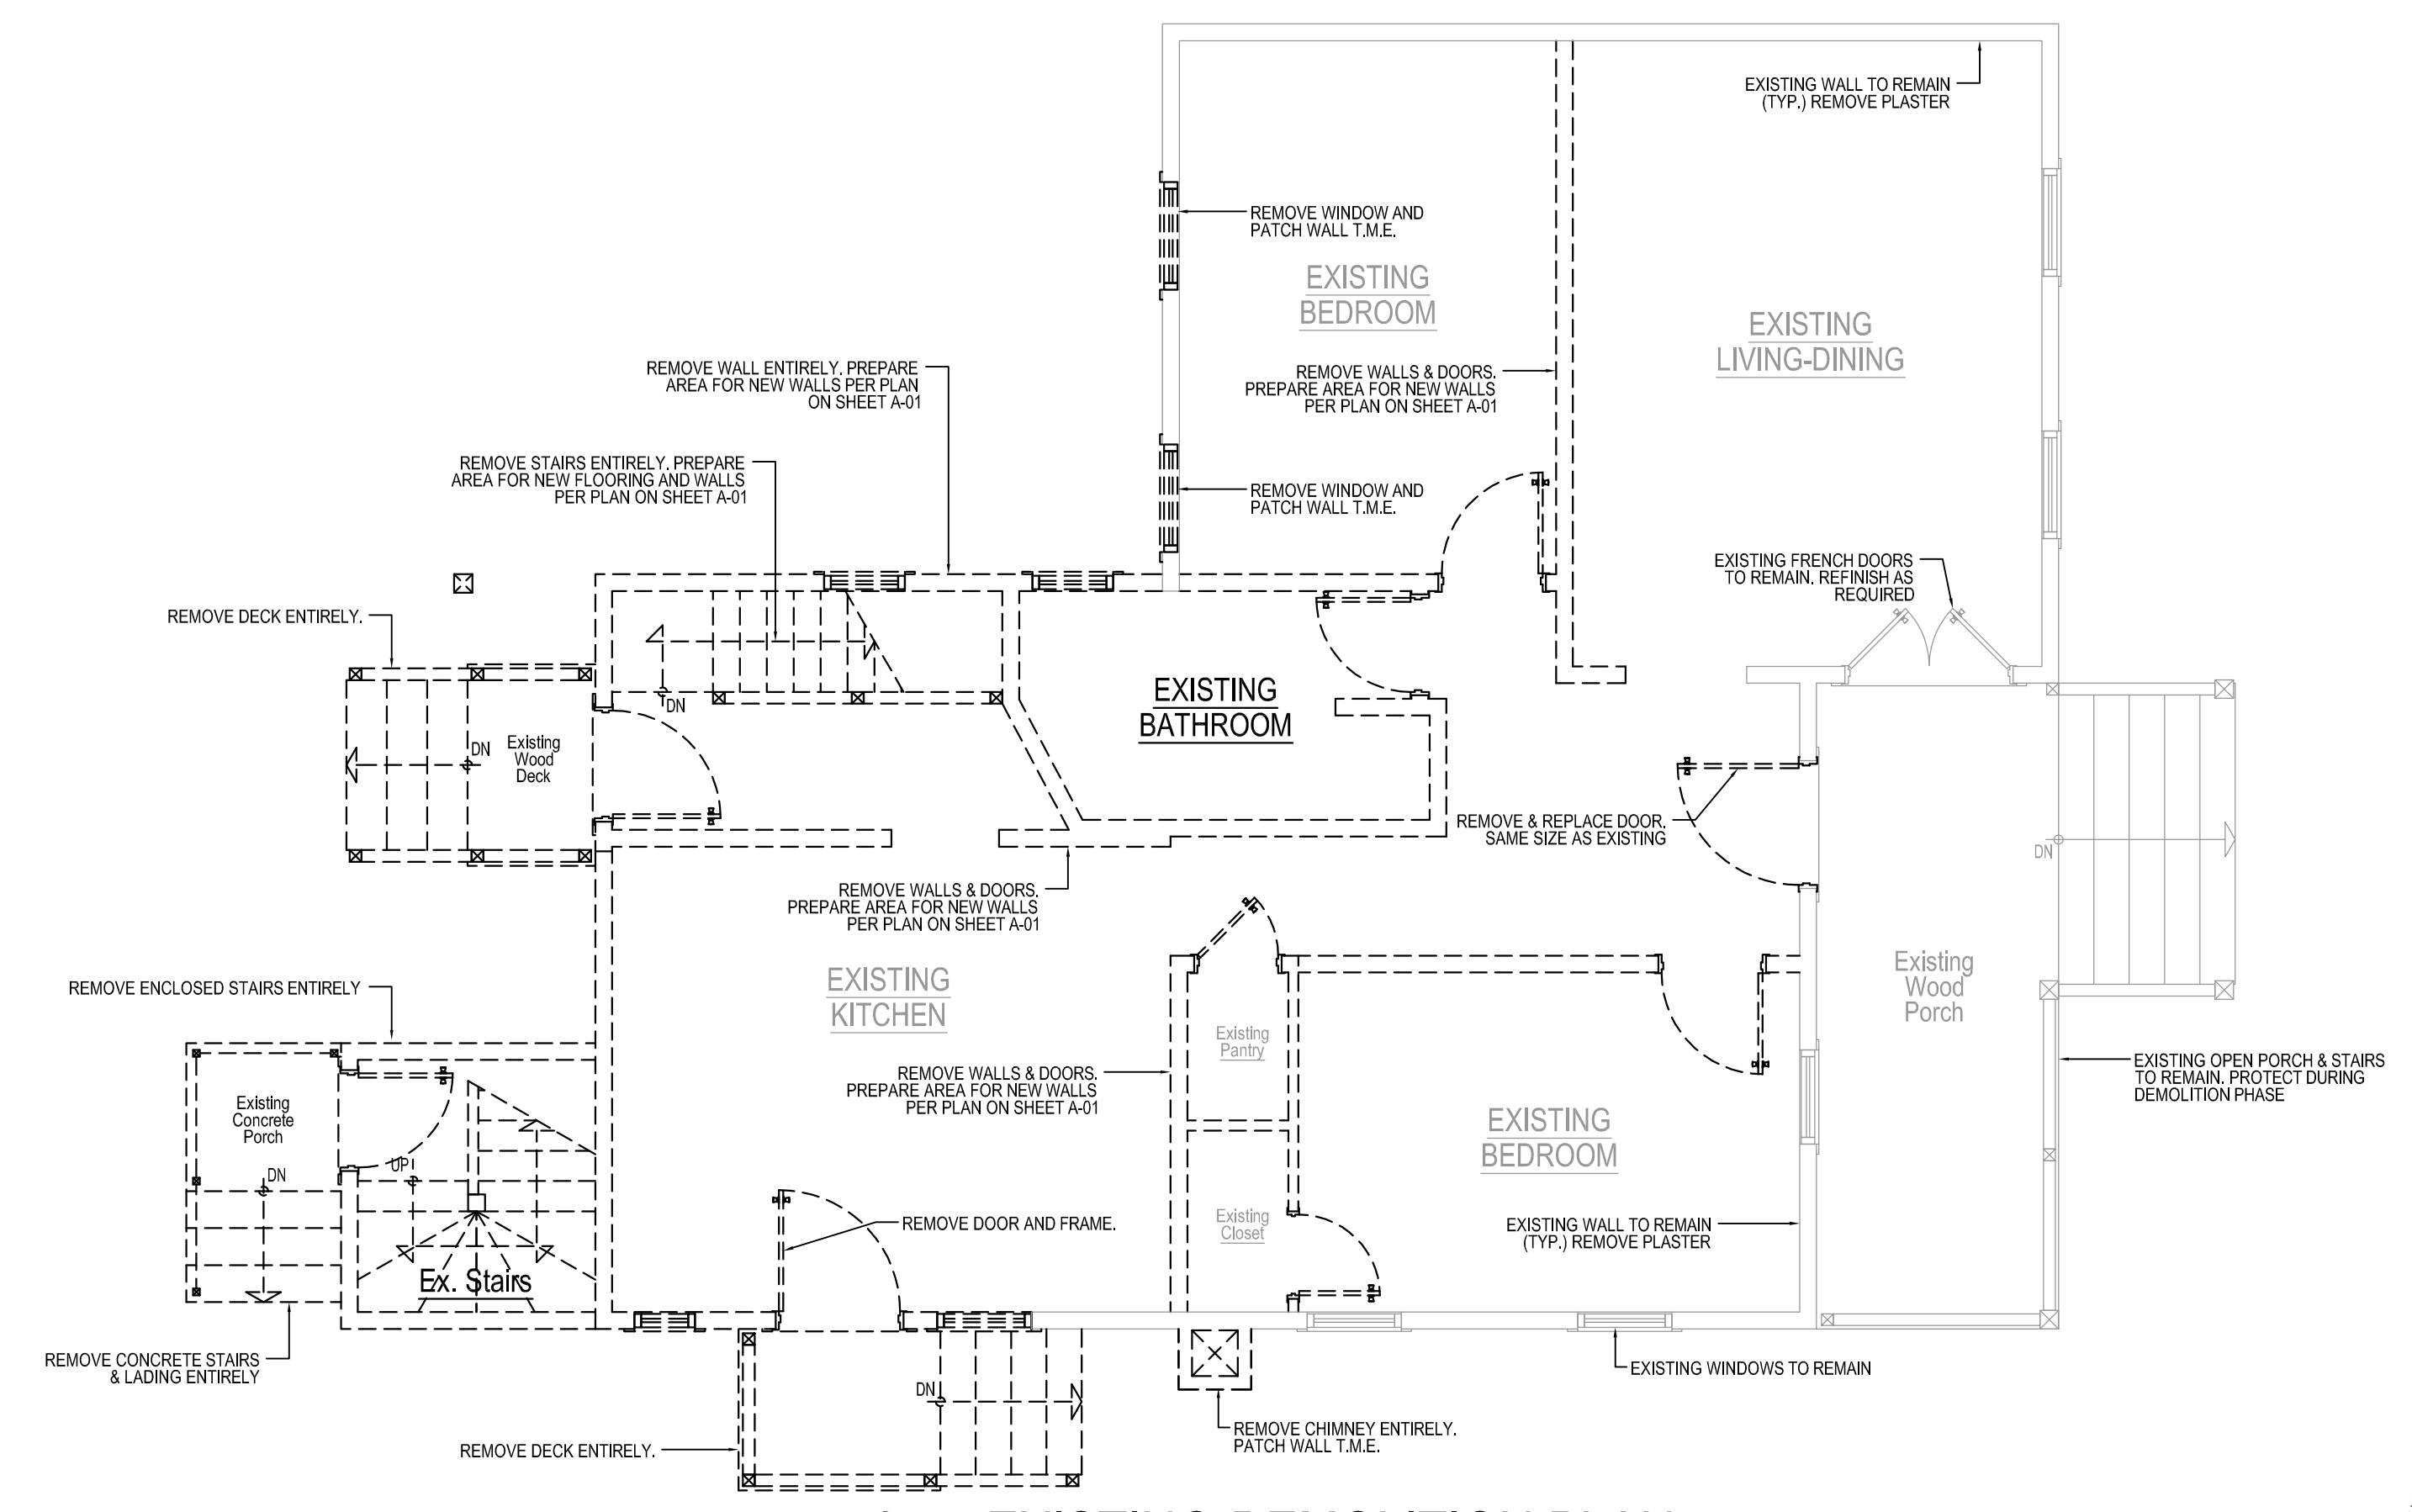 EXISTING WALL TO REMAIN
(TYP.) REMOVE PLASTER
REMOVE WINDOW AND
PATCH WALL T.M.E.
EXISTING
BEDROOM
EXISTING
LIVING-DINING
REMOVE WALL ENTIRELY. PREPARE
AREA FOR NEW WALLS PER PLAN
ON SHEET A-01
REMOVE WALLS & DOORS.
PREPARE AREA FOR NEW WALLS
PER PLAN ON SHEET A-01
REMOVE STAIRS ENTIRELY. PREPARE
AREA FOR NEW FLOORING AND WALLS
PER PLAN ON SHEET A-01
REMOVE WINDOW AND
PATCH WALL T.M.E.
EXISTING FRENCH DOORS
TO REMAIN. REFINISH AS
REQUIRED
REMOVE DECK ENTIRELY.
DN
EXISTING
BATHROOM
DN
Existing
Wood
Deck
REMOVE & REPLACE DOOR.
SAME SIZE AS EXISTING
DN
REMOVE WALLS & DOORS.
PREPARE AREA FOR NEW WALLS
PER PLAN ON SHEET A-01
REMOVE ENCLOSED STAIRS ENTIRELY
EXISTING
KITCHEN
Existing
Wood
Porch
Existing
Pantry
REMOVE WALLS & DOORS.
PREPARE AREA FOR NEW WALLS
PER PLAN ON SHEET A-01
EXISTING OPEN PORCH & STAIRS
TO REMAIN. PROTECT DURING
DEMOLITION PHASE
Existing
Concrete
Porch
EXISTING
BEDROOM
DN
UP
REMOVE DOOR AND FRAME.
Existing
Closet
EXISTING WALL TO REMAIN
(TYP.) REMOVE PLASTER
Ex. Stairs
REMOVE CONCRETE STAIRS
& LADING ENTIRELY
EXISTING WINDOWS TO REMAIN
DN
REMOVE CHIMNEY ENTIRELY.
PATCH WALL T.M.E.
REMOVE DECK ENTIRELY.
EXISTING DEMOLITION PLAN